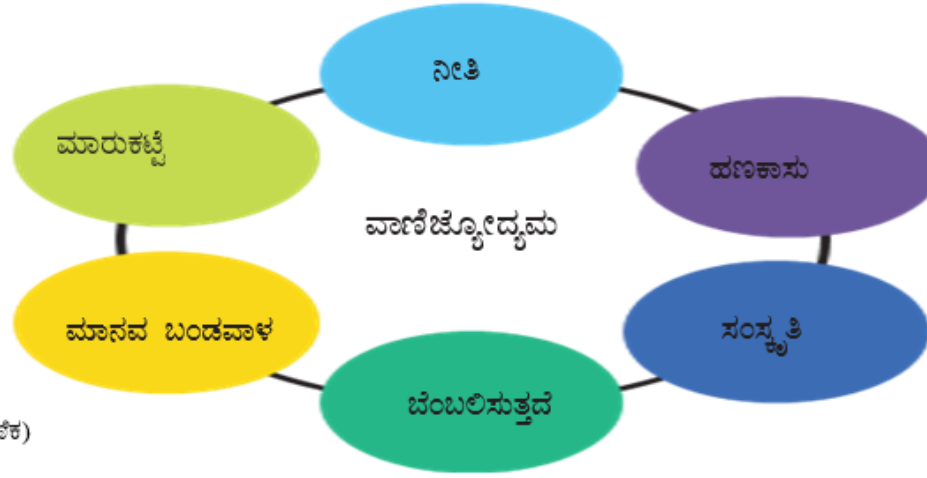 ನೀತಿ
ಮಾರುಕಟ್ಟೆ
ಹಣಕಾಸು
ವಾಣಿಜ್ಯೋದ್ಯಮ
ಮಾನವ ಬಂಡವಾಳ
ಸಂಸ್ಕೃತಿ
ಬೆಂಬಲಿಸುತ್ತದೆ